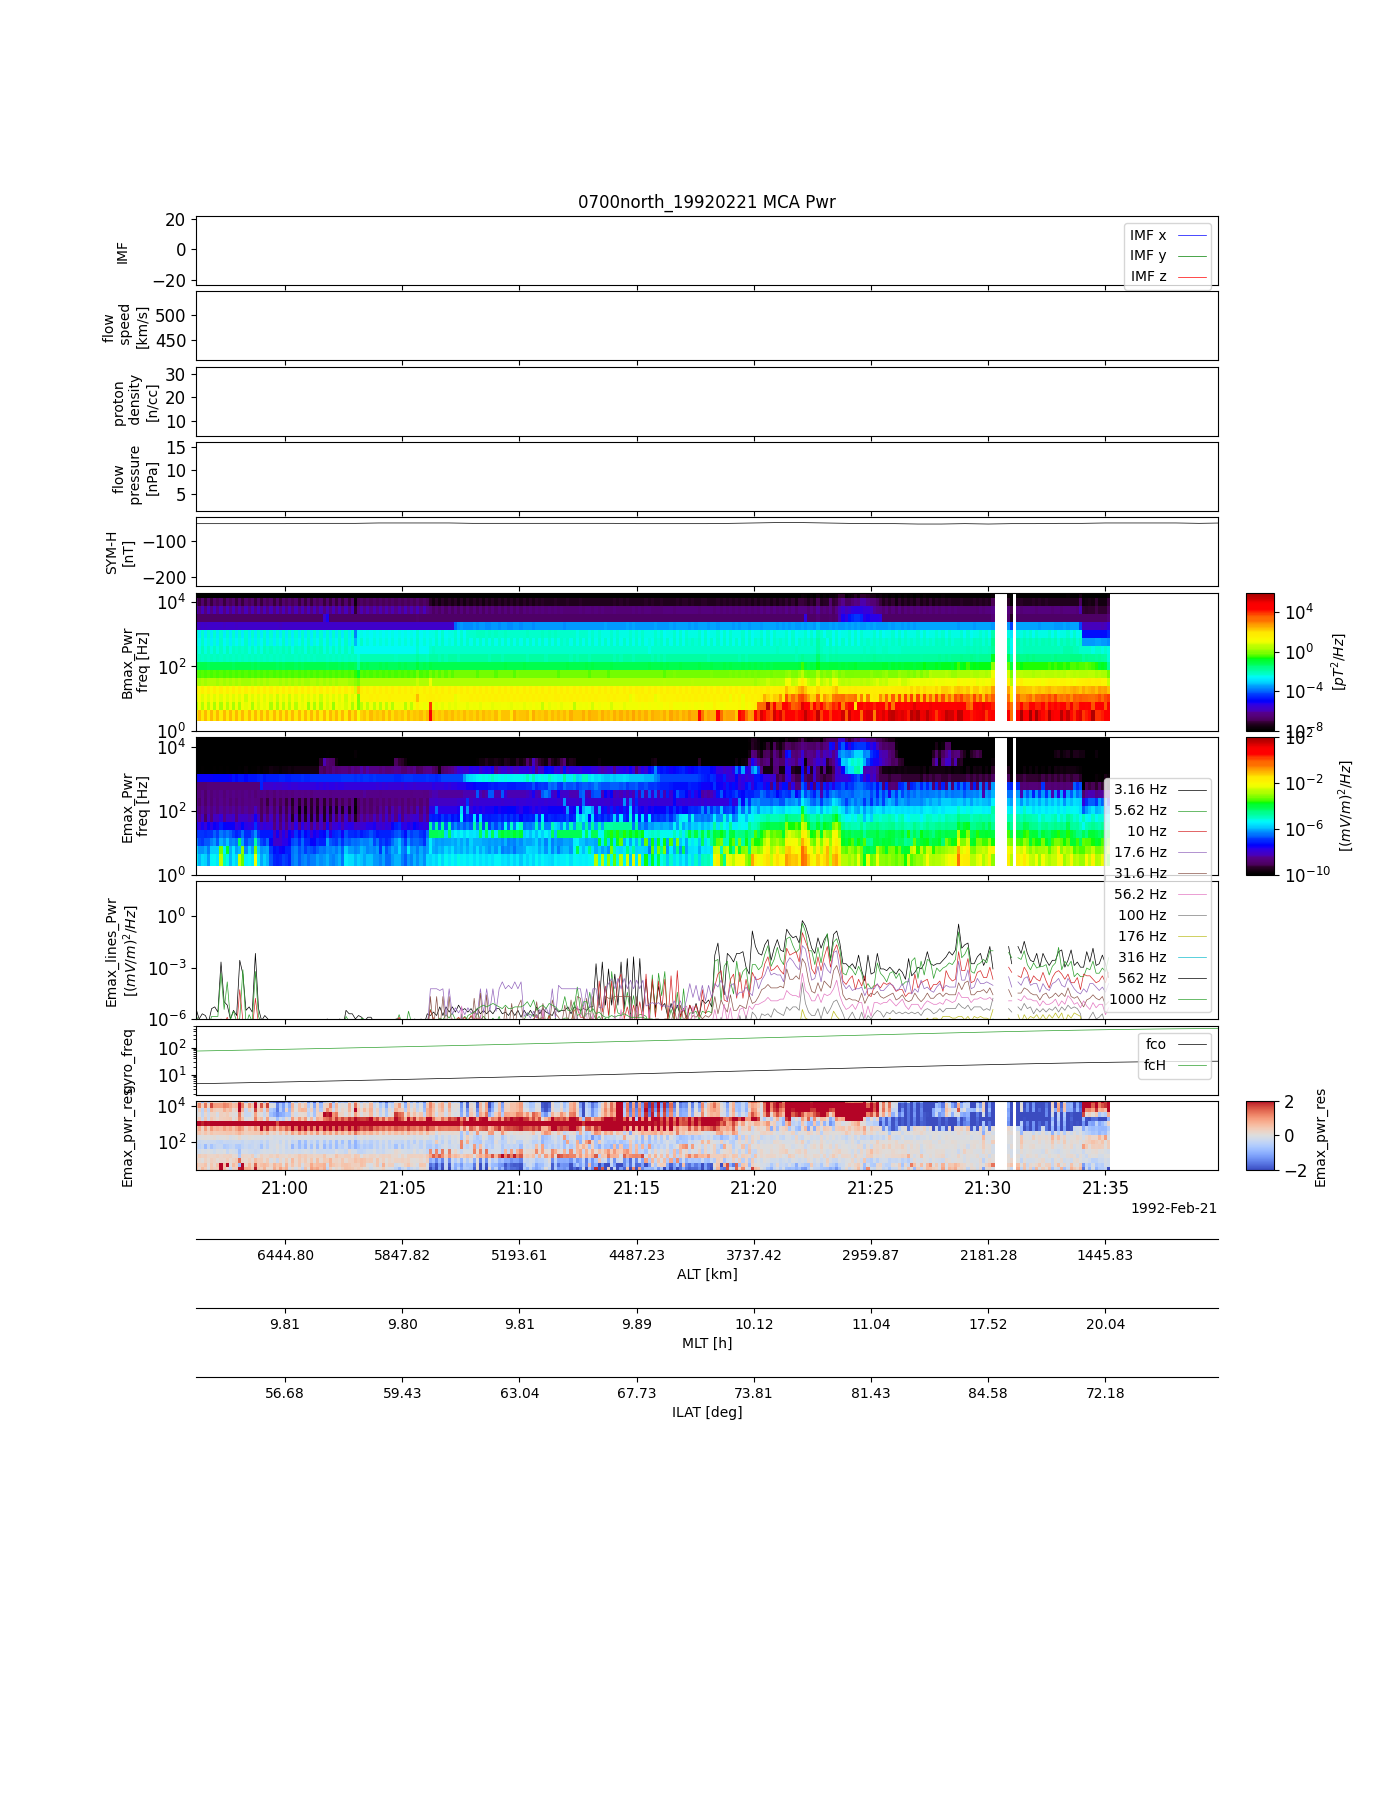 0700north_19920221 MCA Pwr
20
0
−20
IMF
IMF x
IMF y
IMF z
500
450
flow
speed
[km/s]
30
20
10
proton
density
[n/cc]
15
10
5
flow
pressure
[nPa]
−100
−200
SYM-H
[nT]
10^4
10^2
10^0
Bmax_Pwr
freq [Hz]
10^4
10^0
10^−4
10^−8
[pT^2/Hz]
10^4
10^2
10^0
Emax_Pwr
freq [Hz]
10^2
10^−2
10^−6
10^−10
[(mV/m)^2/Hz]
3.16 Hz
5.62 Hz
10 Hz
17.6 Hz
31.6 Hz
56.2 Hz
100 Hz
176 Hz
316 Hz
562 Hz
1000 Hz
10^0
10^−3
10^−6
Emax_lines_Pwr
[(mV/m)^2/Hz]
10^2
10^1
gyro_freq
fco
fcH
10^4
10^2
Emax_pwr_res
2
0
−2
Emax_pwr_res
21:00 21:05 21:10 21:15 21:20 21:25 21:30 21:35
1992-Feb-21
6444.80 5847.82 5193.61 4487.23 3737.42 2959.87 2181.28 1445.83
ALT [km]
9.81 9.80 9.81 9.89 10.12 11.04 17.52 20.04
MLT [h]
56.68 59.43 63.04 67.73 73.81 81.43 84.58 72.18
ILAT [deg]